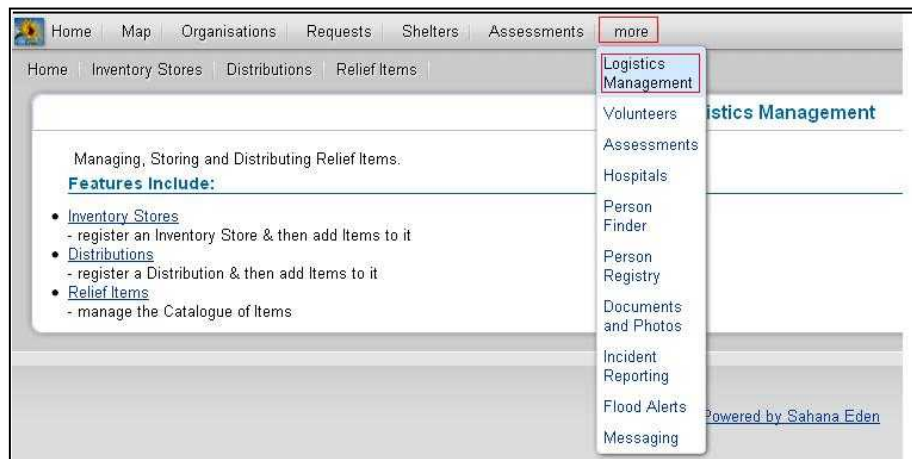 Home Map Organisations Requests Shelters Assessments more
Home Inventory Stores Distributions Relief Items
Logistics
Management
Volunteers
Assessments
Hospitals
Person
Finder
Person
Registry
Documents
and Photos
Incident
Reporting
Flood Alerts
Messaging
istics Management
Managing, Storing and Distributing Relief Items.
Features Include:
Inventory Stores
- register an Inventory Store & then add Items to it
Distributions
- register a Distribution & then add Items to it
Relief Items
- manage the Catalogue of Items
Powered by Sahana Eden